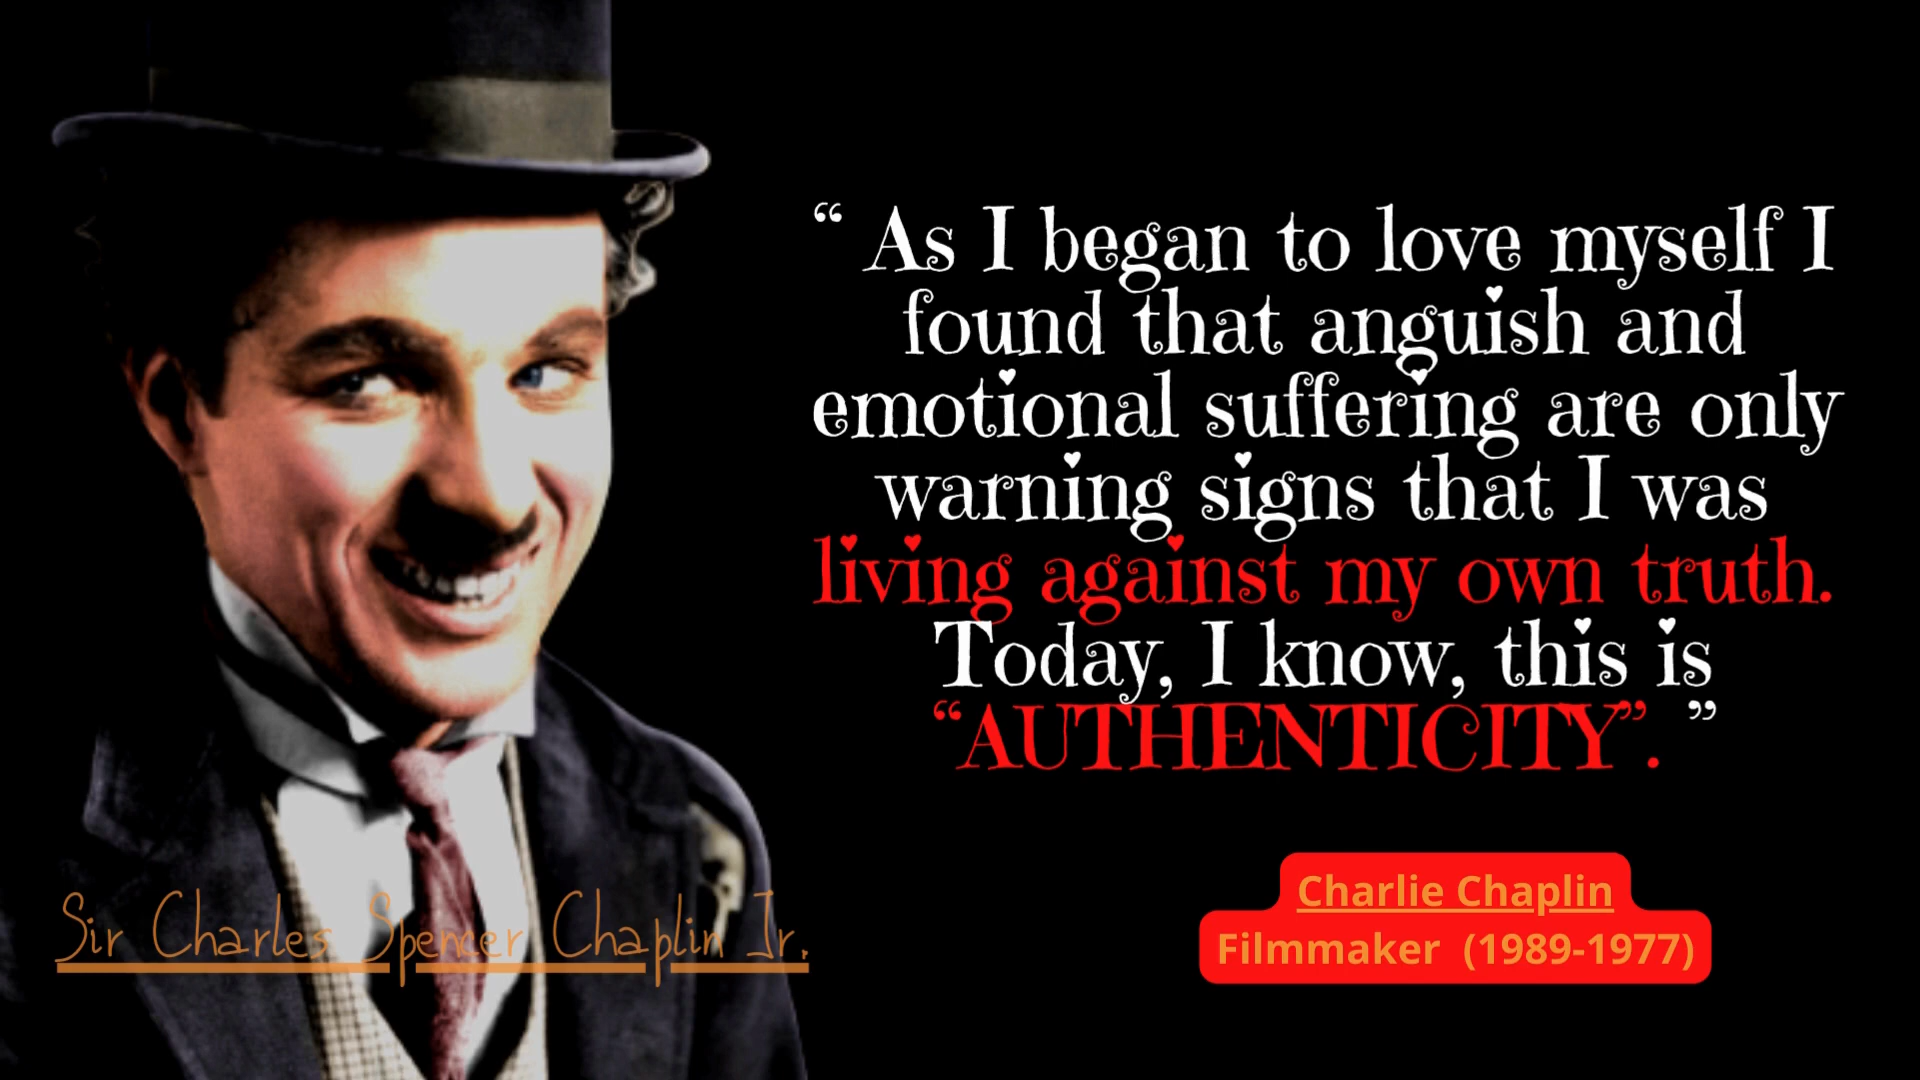 “ As I began to love myself I
found that anguish and
emotional suffering are only
warning signs that I was
living against my own truth.
Today, I know, this is
“AUTHENTICITY”. ”
Charlie Chaplin
Filmmaker (1989-1977)
Sir Charles Spencer Chaplin Jr.